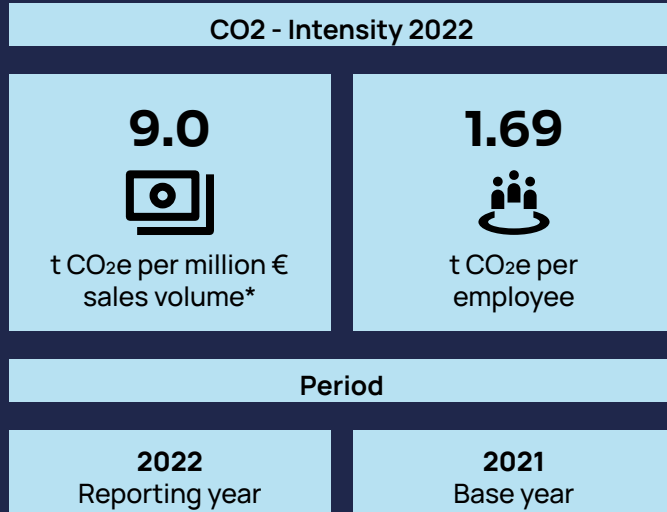 CO2 - Intensity 2022
9.0
t CO₂e per million €
sales volume*
1.69
t CO₂e per
employee
Period
2022
Reporting year
2021
Base year